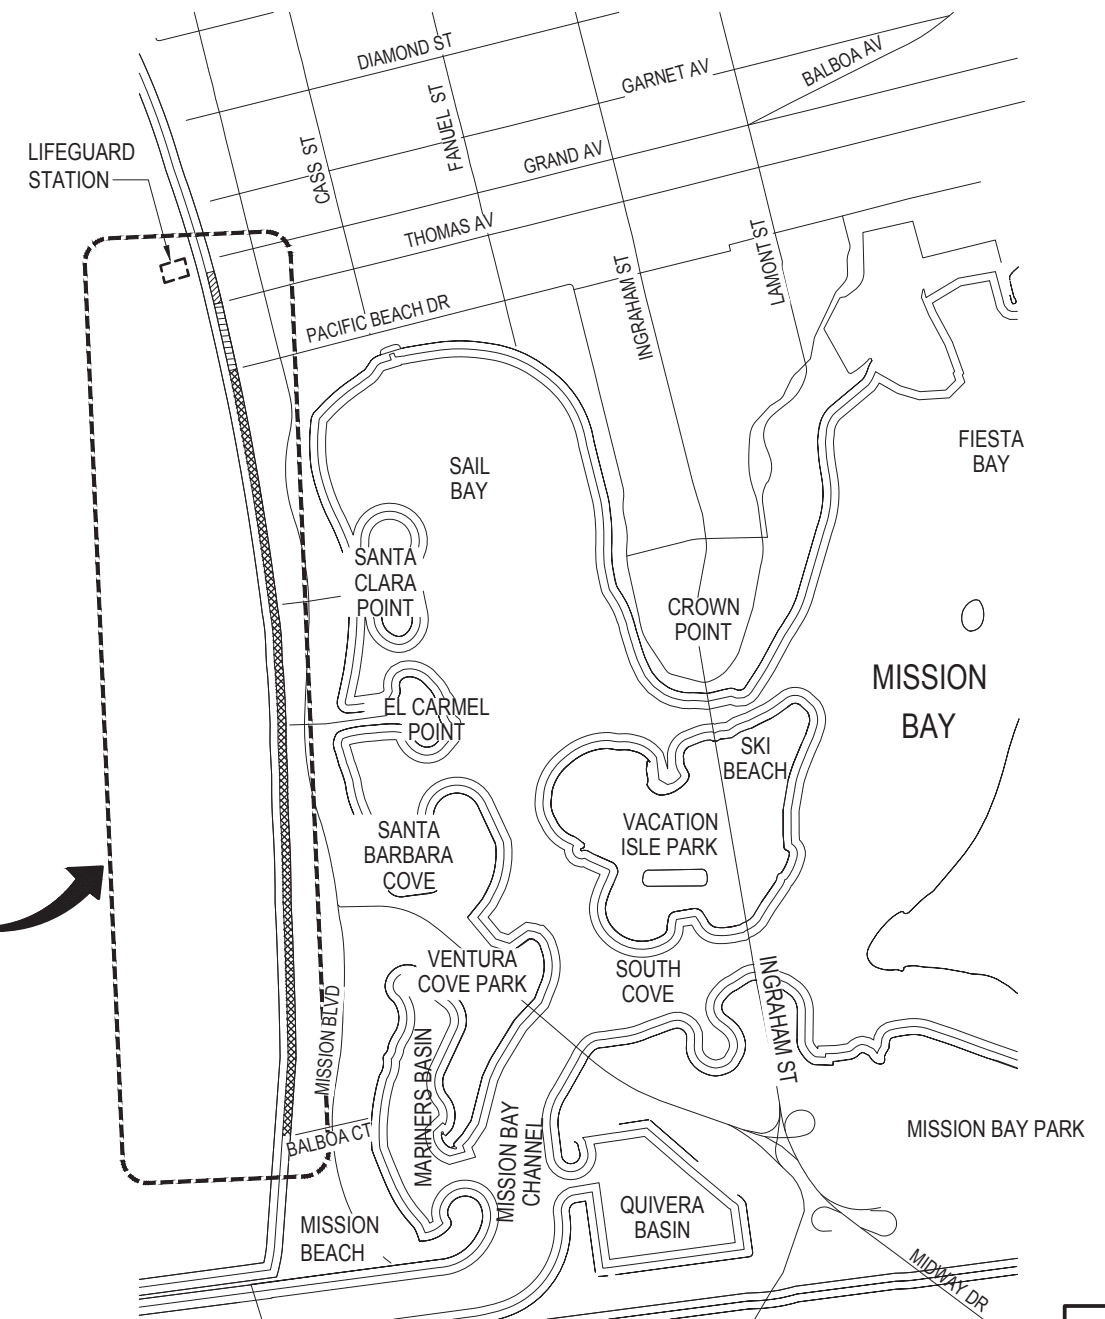 DIAMOND ST
GARNET AV
BALBOA AV
LIFEGUARD
STATION
CASS ST
FANUEL ST
GRAND AV
THOMAS AV
LAMONT ST
INGRAHAM ST
PACIFIC BEACH DR
SAIL
BAY
FIESTA
BAY
SANTA
CLARA
POINT
CROWN
POINT
MISSION
BAY
EL CARMEL
POINT
SKI
BEACH
SANTA
BARBARA
COVE
VACATION
ISLE PARK
VENTURA
COVE PARK
SOUTH
COVE
INGRAHAM ST
MISSION BLVD
MARINERS BASIN
MISSION BAY
CHANNEL
BALBOA CT
MISSION BAY PARK
QUIVERA
BASIN
MISSION
BEACH
MIDWAY DR